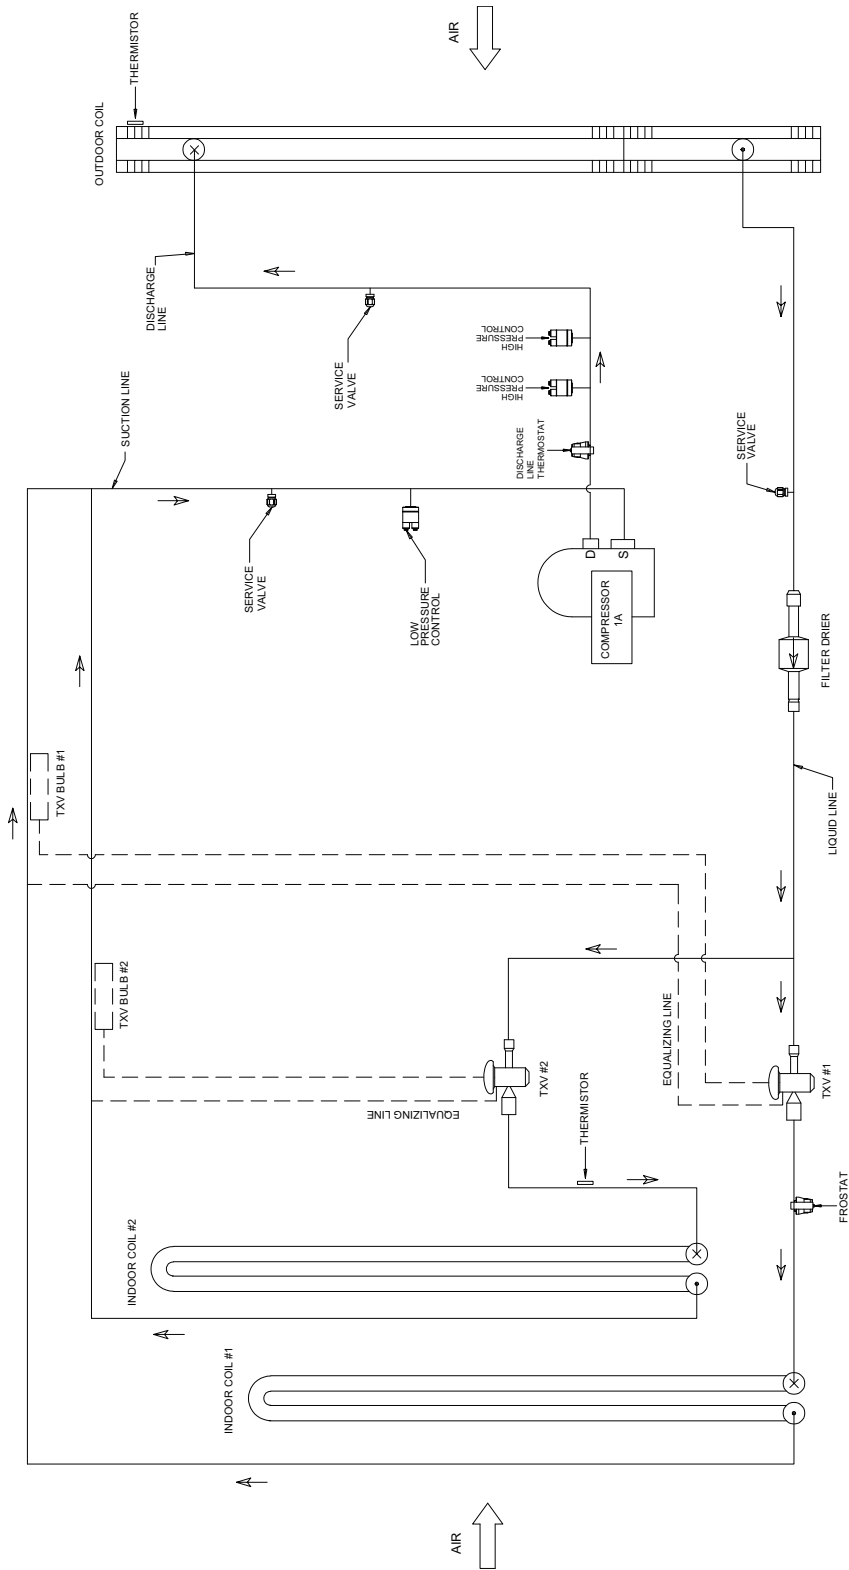 AIR
THERMISTOR
OUTDOOR COIL
DISCHARGE
LINE
SUCTION LINE
SERVICE
VALVE
HIGH
PRESSURE
CONTROL
HIGH
PRESSURE
CONTROL
DISCHARGE
LINE
THERMOSTAT
SERVICE
VALVE
SERVICE
VALVE
LOW
PRESSURE
CONTROL
D
S
COMPRESSOR
1A
FILTER DRIER
LIQUID LINE
TXV BULB #1
TXV BULB #2
EQUALIZING LINE
EQUALIZING LINE
TXV #2
TXV #1
THERMISTOR
FROSTAT
INDOOR COIL #2
INDOOR COIL #1
AIR